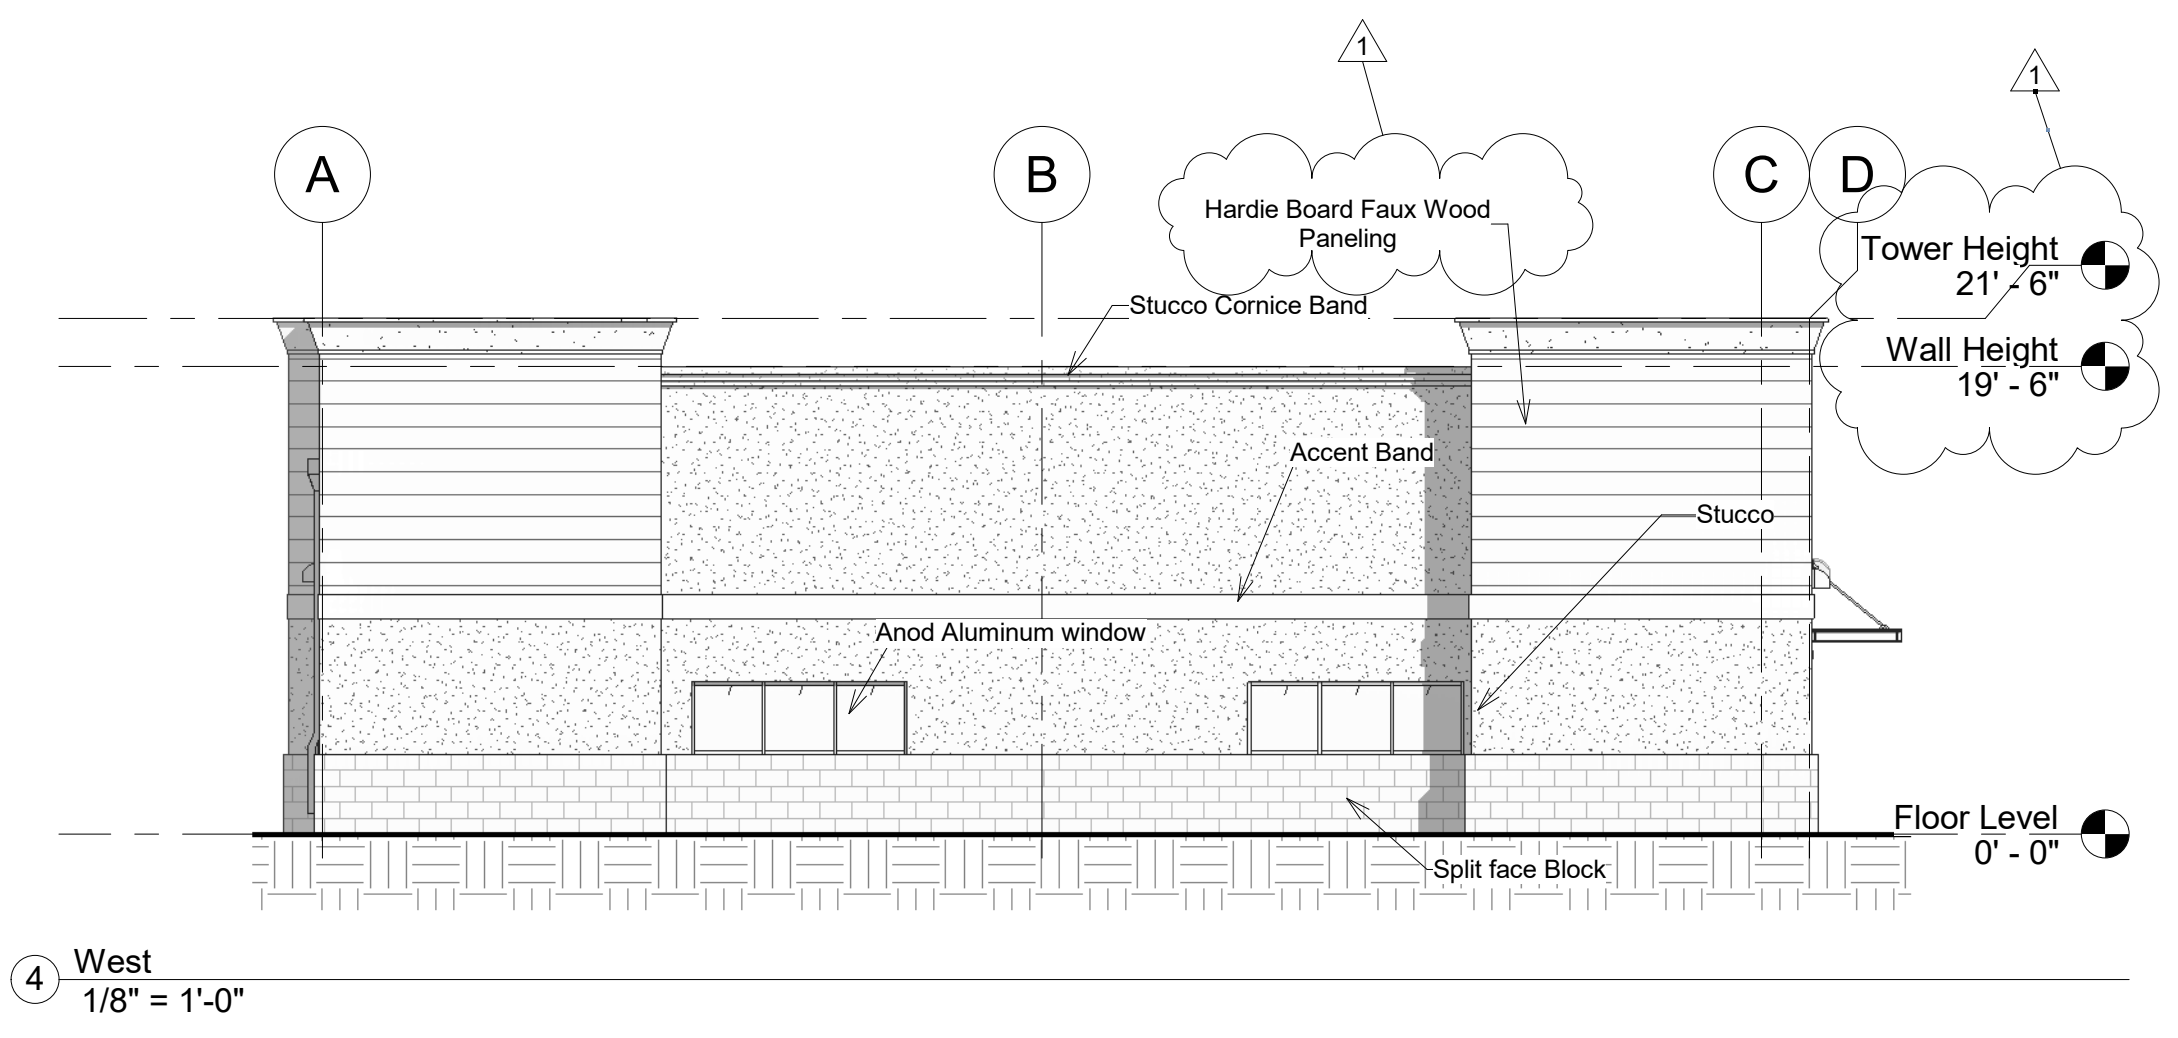 1
1
A
B
C
D
Hardie Board Faux Wood
Paneling
Tower Height
21' - 6"
Stucco Cornice Band
Wall Height
19' - 6"
Accent Band
Stucco
Anod Aluminum window
Floor Level
0' - 0"
Split face Block
4
West
1/8" = 1'-0"